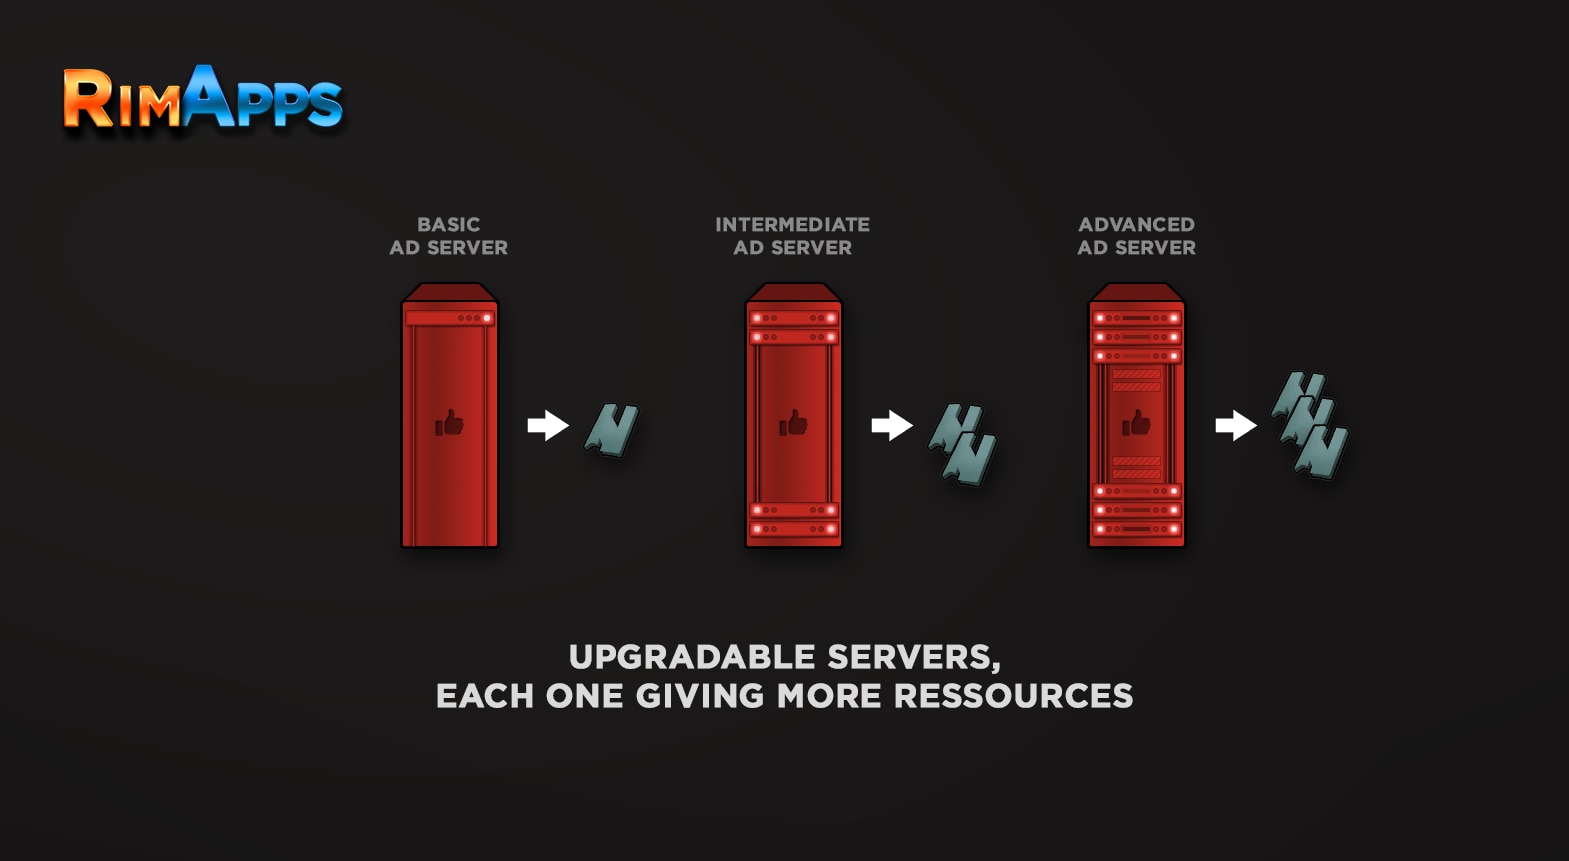 RIMAPPS
BASIC
AD SERVER
INTERMEDIATE
AD SERVER
ADVANCED
AD SERVER
UPGRADABLE SERVERS,
EACH ONE GIVING MORE RESSOURCES